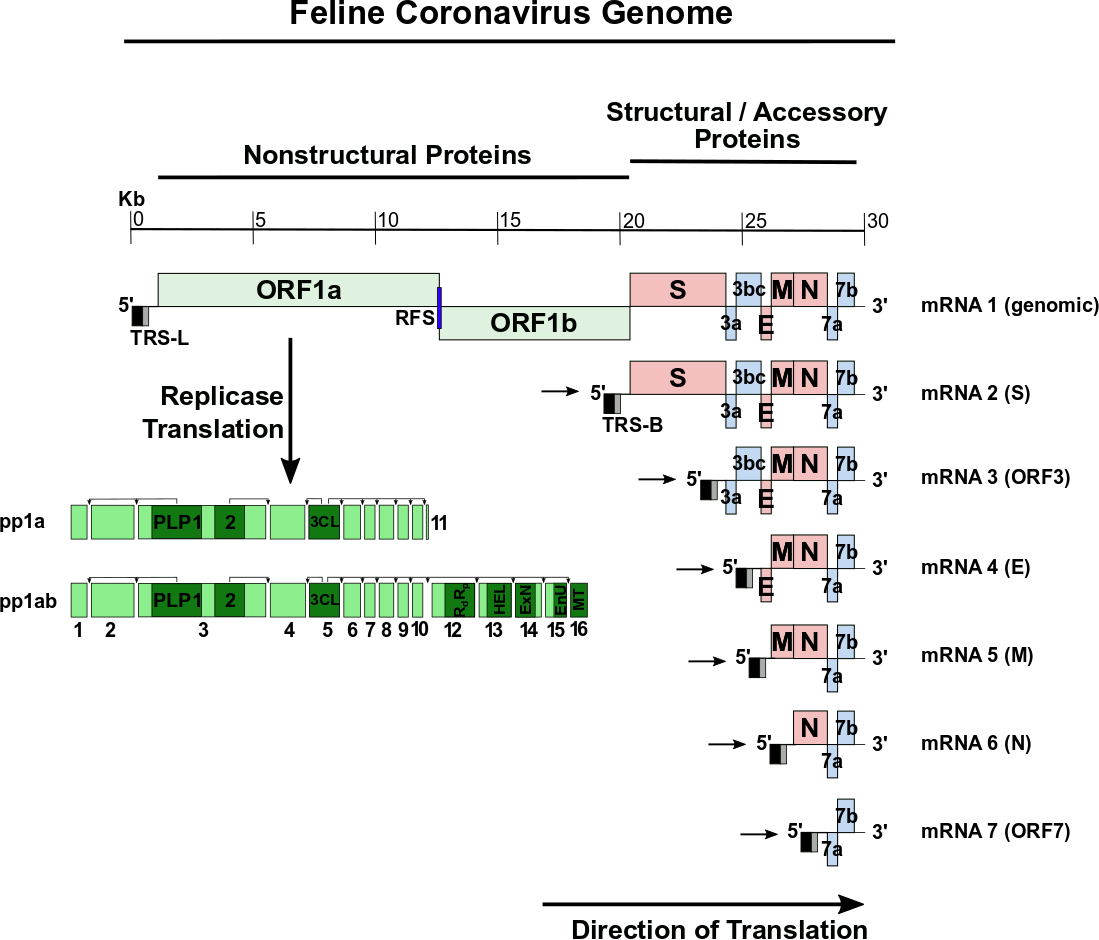 Feline Coronavirus Genome
Structural / Accessory
Proteins
Nonstructural Proteins
Kb
0 5 10 15 20 25 30
5' ORF1a S 3bc M N 7b 3' mRNA 1 (genomic)
RFS ORF1b 3a E 7a
TRS-L
Replicase
Translation
5' S 3bc M N 7b 3' mRNA 2 (S)
3a E 7a
TRS-B
5' 3bc M N 7b 3' mRNA 3 (ORF3)
3a E 7a
pp1a PLP1 2 3CL 11
5' M N 7b 3' mRNA 4 (E)
E 7a
pp1ab PLP1 2 3CL RdRp HEL ExN EnU MT
1 2 3 4 5 6 7 8 9 10 12 13 14 15 16
5' M N 7b 3' mRNA 5 (M)
7a
5' N 7b 3' mRNA 6 (N)
7a
5' 7b 3' mRNA 7 (ORF7)
7a
Direction of Translation